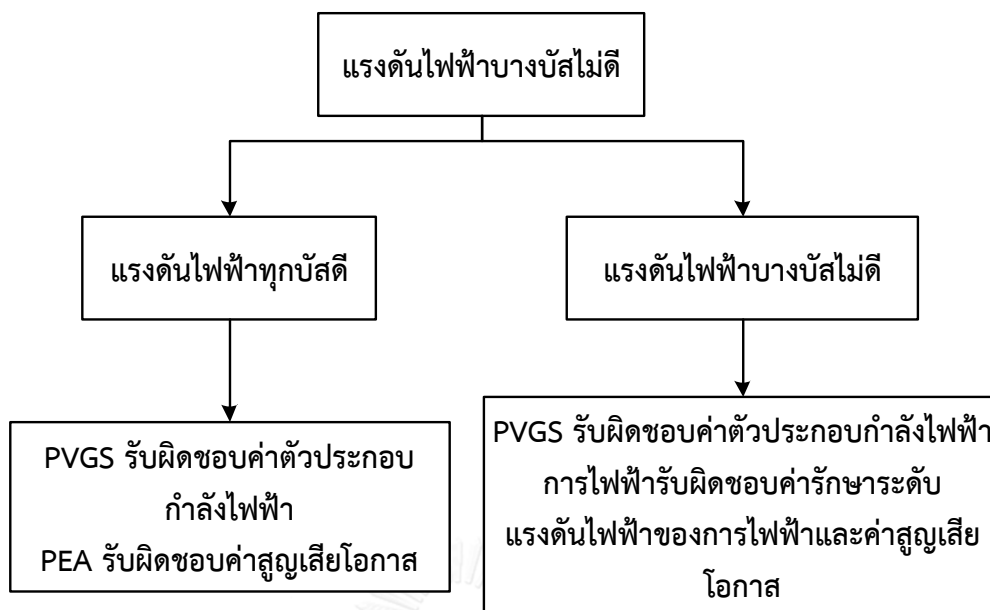 แรงดันไฟฟ้าบางบัสไม่ดี
แรงดันไฟฟ้าทุกบัสดี
แรงดันไฟฟ้าบางบัสไม่ดี
PVGS รับผิดชอบค่าตัวประกอบ
กำลังไฟฟ้า
PEA รับผิดชอบค่าสูญเสียโอกาส
PVGS รับผิดชอบค่าตัวประกอบกำลังไฟฟ้า
การไฟฟ้ารับผิดชอบค่ารักษาระดับ
แรงดันไฟฟ้าของการไฟฟ้าและค่าสูญเสีย
โอกาส